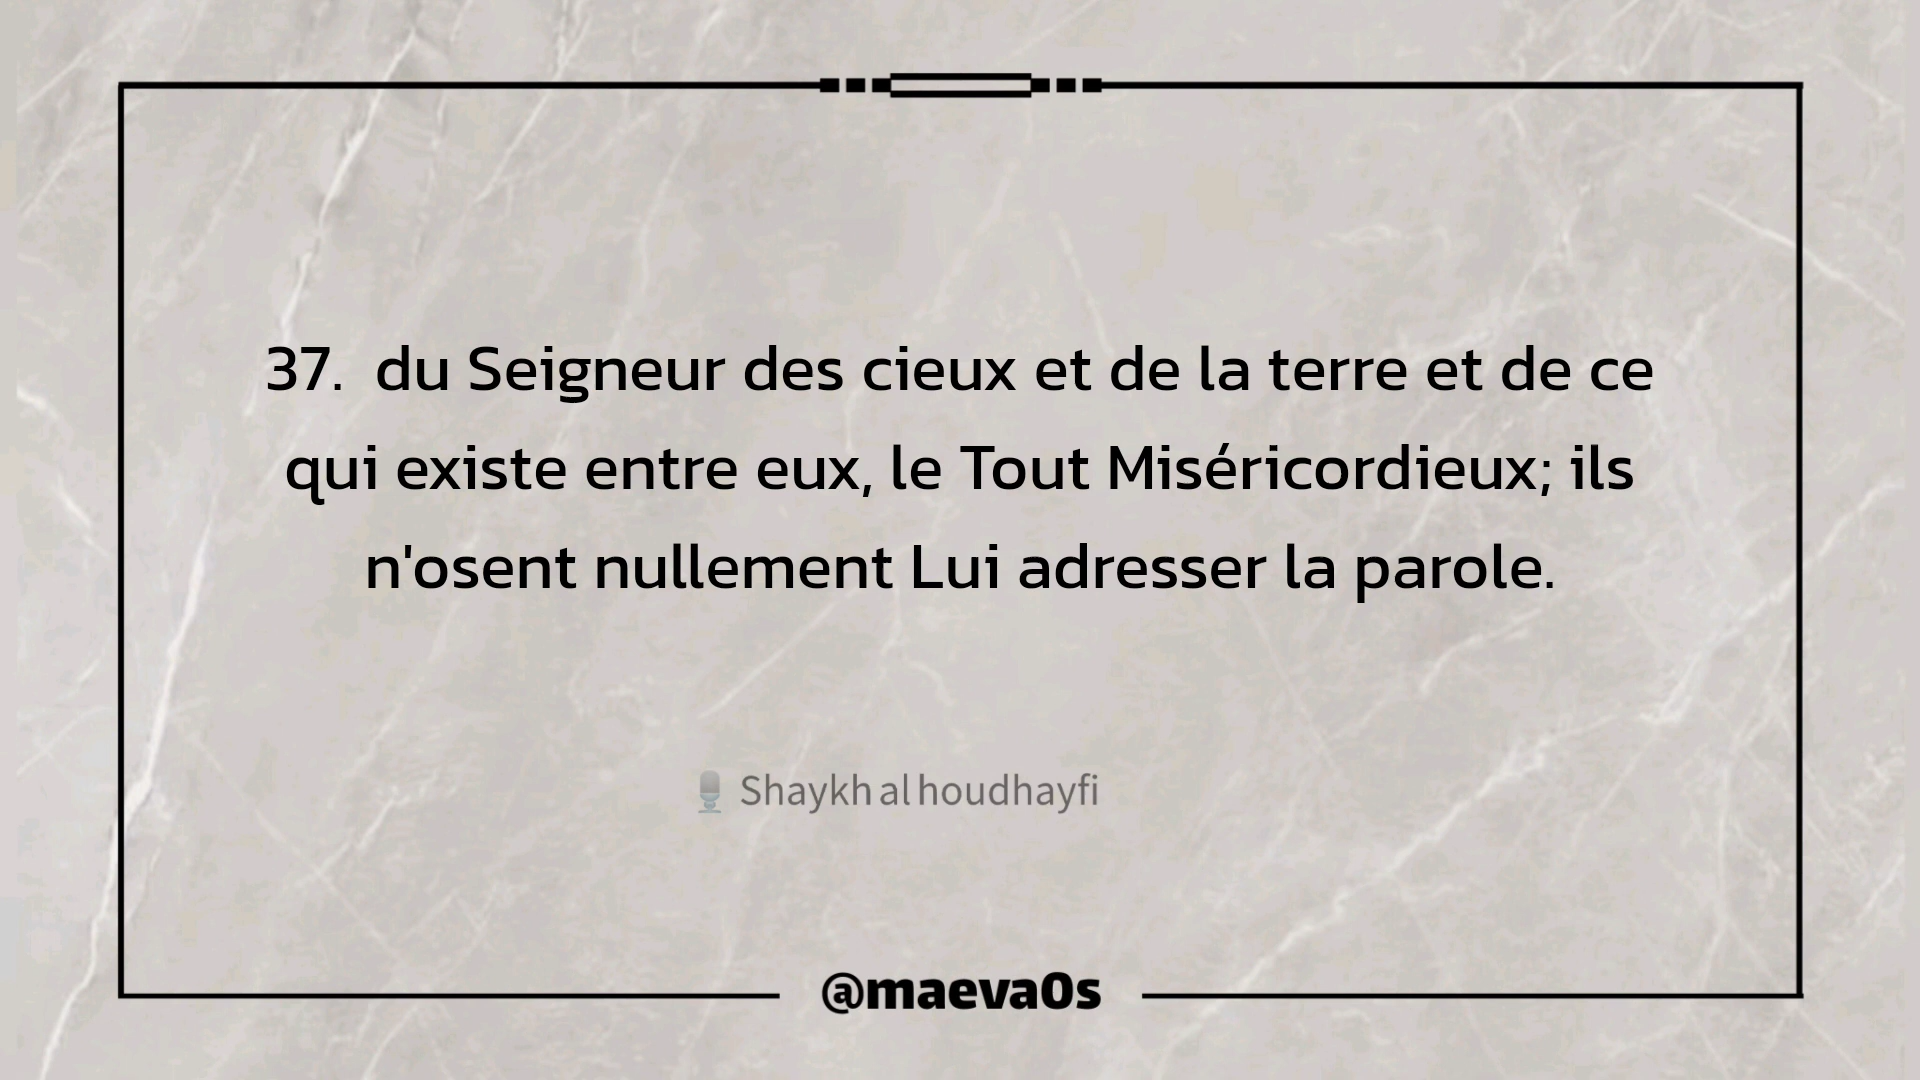 37. du Seigneur des cieux et de la terre et de ce
qui existe entre eux, le Tout Miséricordieux; ils
n'osent nullement Lui adresser la parole.
Shaykh al houdhayfi
@maeva0s